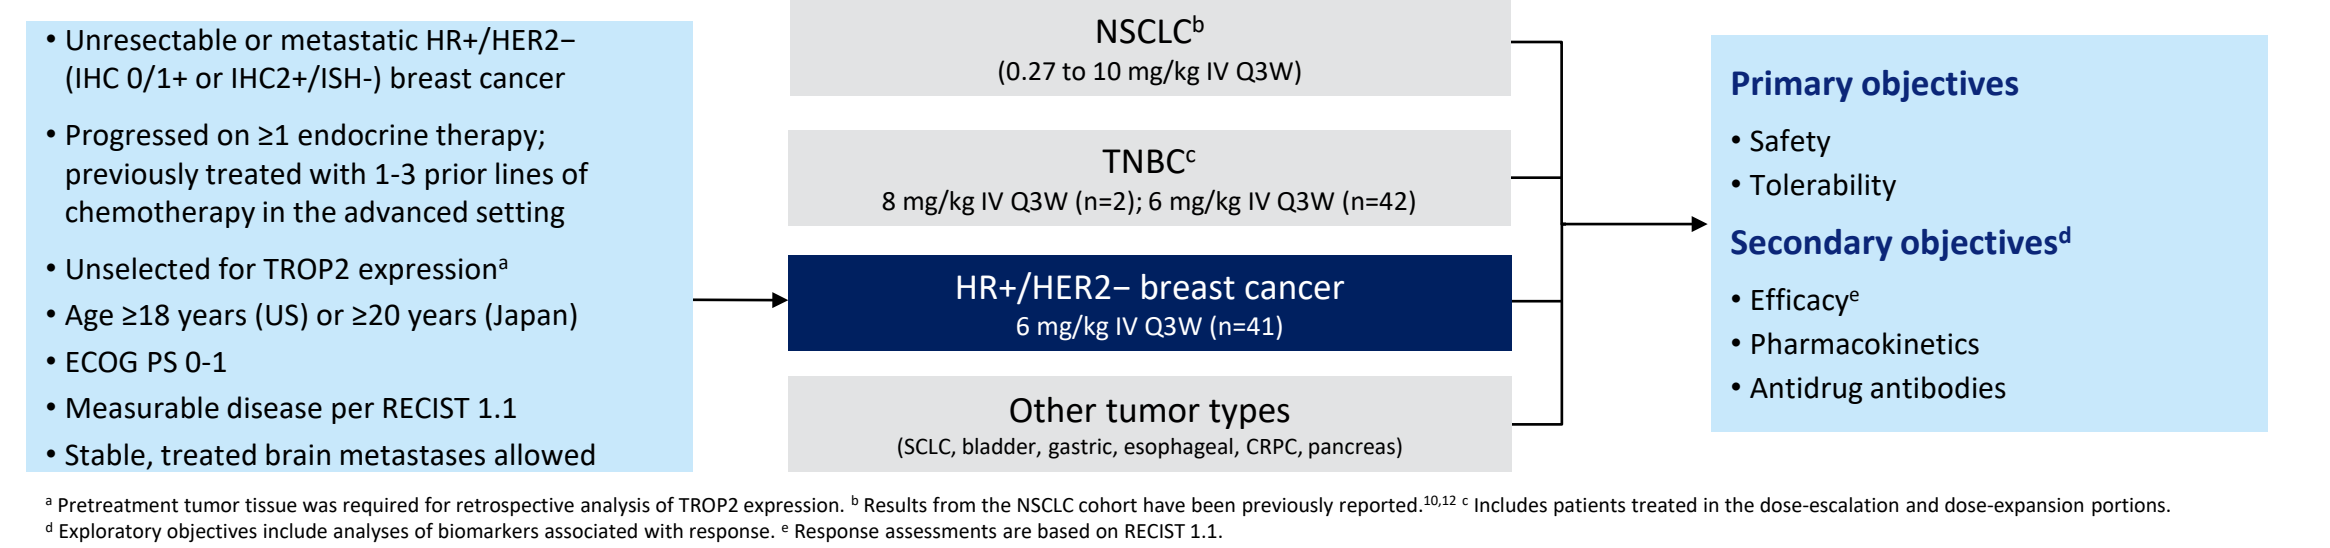 • Unresectable or metastatic HR+/HER2−
(IHC 0/1+ or IHC2+/ISH-) breast cancer
• Progressed on ≥1 endocrine therapy;
previously treated with 1-3 prior lines of
chemotherapy in the advanced setting
• Unselected for TROP2 expressionᵃ
• Age ≥18 years (US) or ≥20 years (Japan)
• ECOG PS 0-1
• Measurable disease per RECIST 1.1
• Stable, treated brain metastases allowed
NSCLCᵇ
(0.27 to 10 mg/kg IV Q3W)
TNBCᶜ
8 mg/kg IV Q3W (n=2); 6 mg/kg IV Q3W (n=42)
HR+/HER2− breast cancer
6 mg/kg IV Q3W (n=41)
Other tumor types
(SCLC, bladder, gastric, esophageal, CRPC, pancreas)
Primary objectives
• Safety
• Tolerability
Secondary objectivesᵈ
• Efficacyᵉ
• Pharmacokinetics
• Antidrug antibodies
ᵃ Pretreatment tumor tissue was required for retrospective analysis of TROP2 expression. ᵇ Results from the NSCLC cohort have been previously reported.¹⁰,¹² ᶜ Includes patients treated in the dose-escalation and dose-expansion portions.
ᵈ Exploratory objectives include analyses of biomarkers associated with response. ᵉ Response assessments are based on RECIST 1.1.